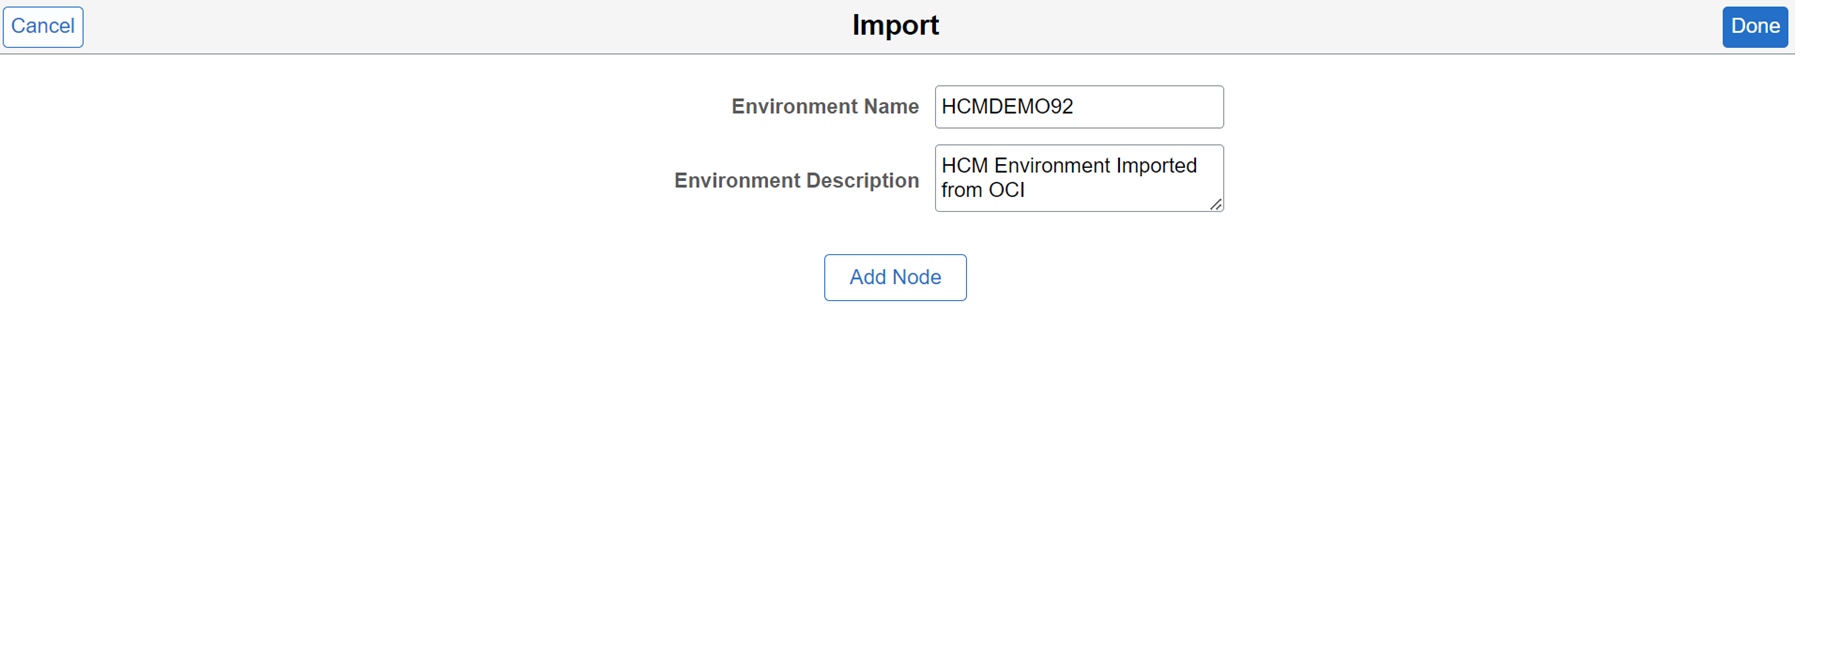 Cancel
Import
Done
Environment Name
HCMDEMO92
Environment Description
HCM Environment Imported
from OCI
Add Node